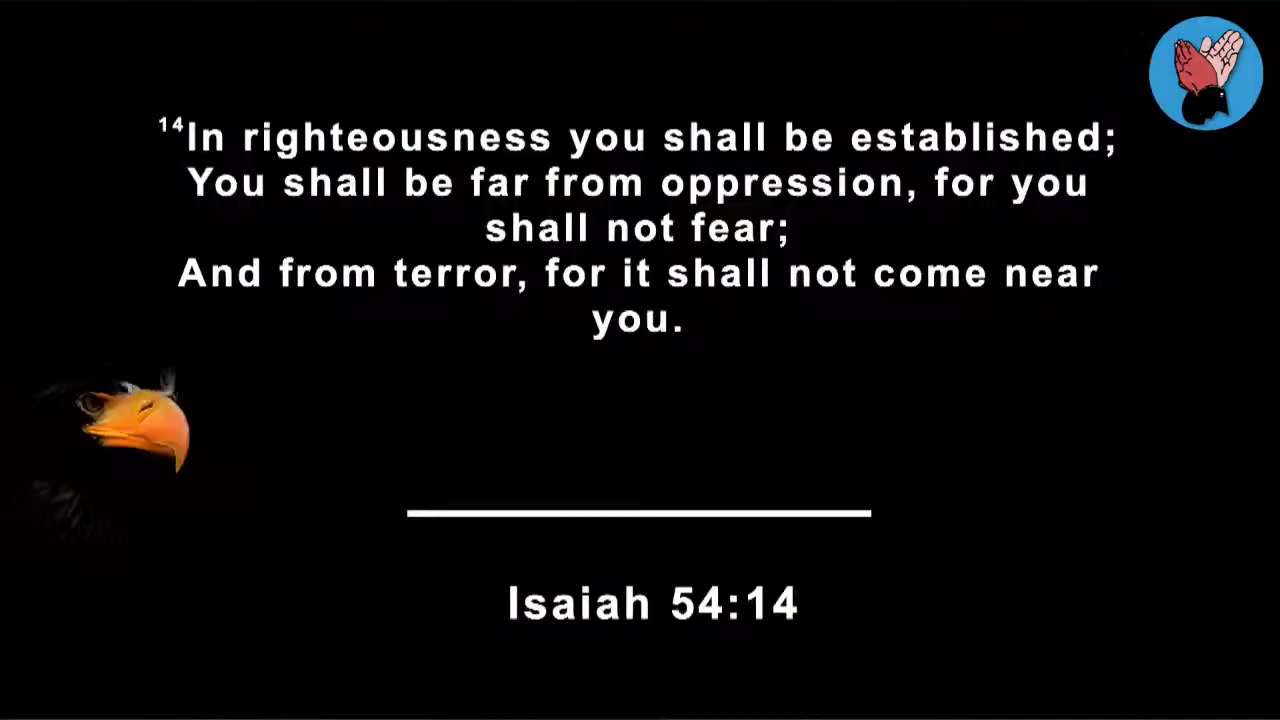 ¹⁴In righteousness you shall be established;
You shall be far from oppression, for you
shall not fear;
And from terror, for it shall not come near
you.
Isaiah 54:14